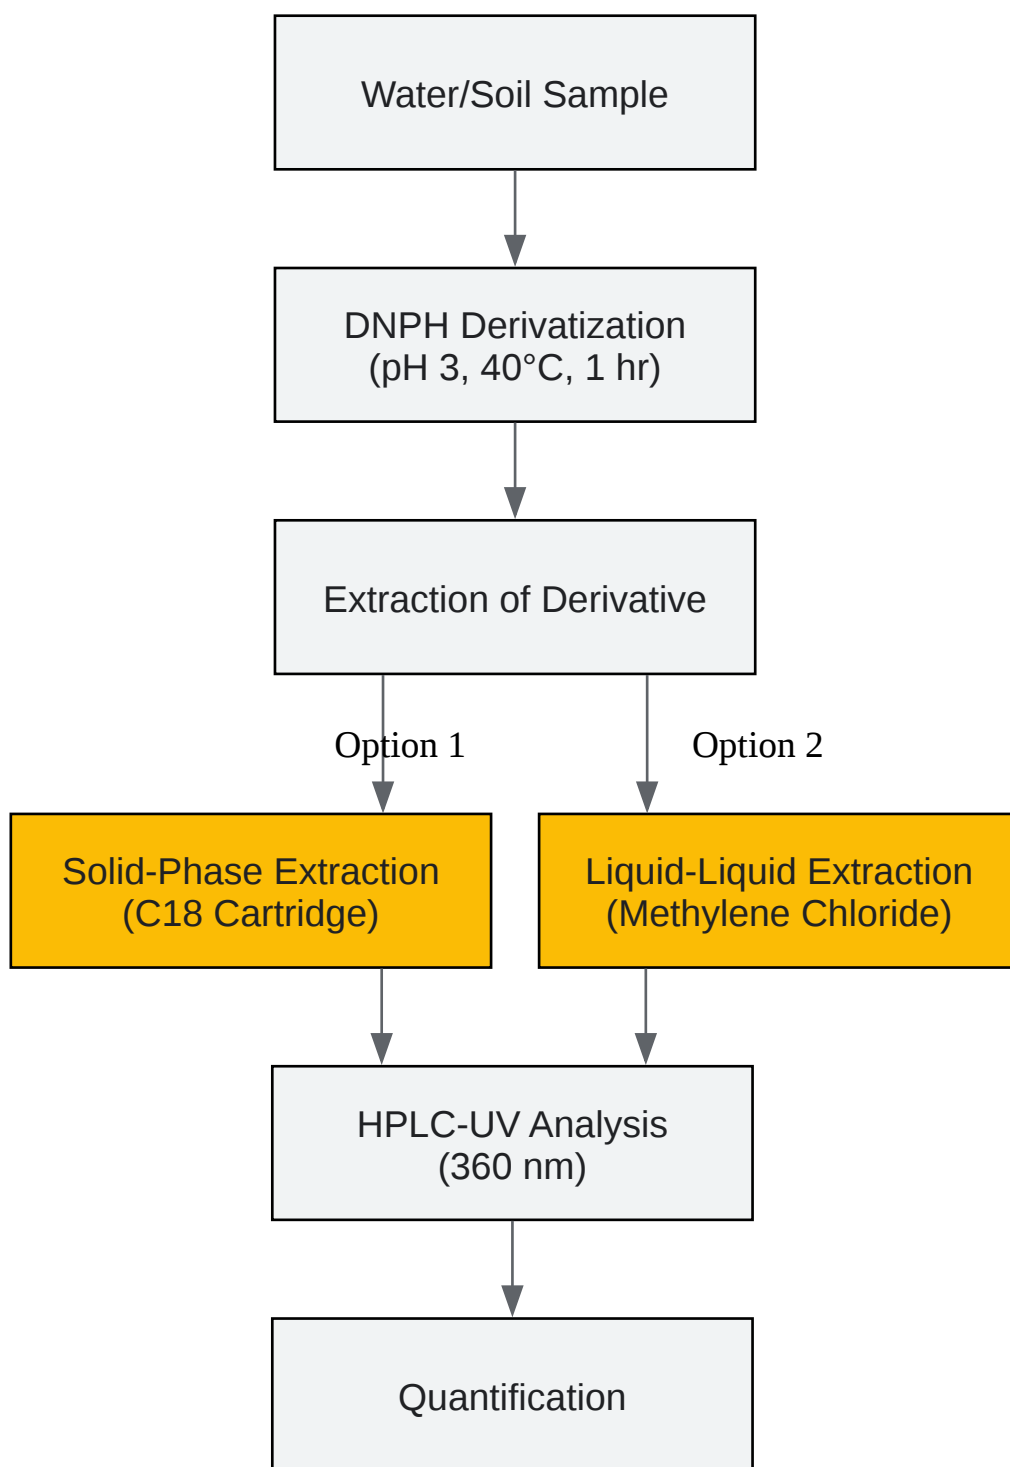 Water/Soil Sample
DNPH Derivatization
(pH 3, 40°C, 1 hr)
Extraction of Derivative
Option 1
Option 2
Solid-Phase Extraction
(C18 Cartridge)
Liquid-Liquid Extraction
(Methylene Chloride)
HPLC-UV Analysis
(360 nm)
Quantification